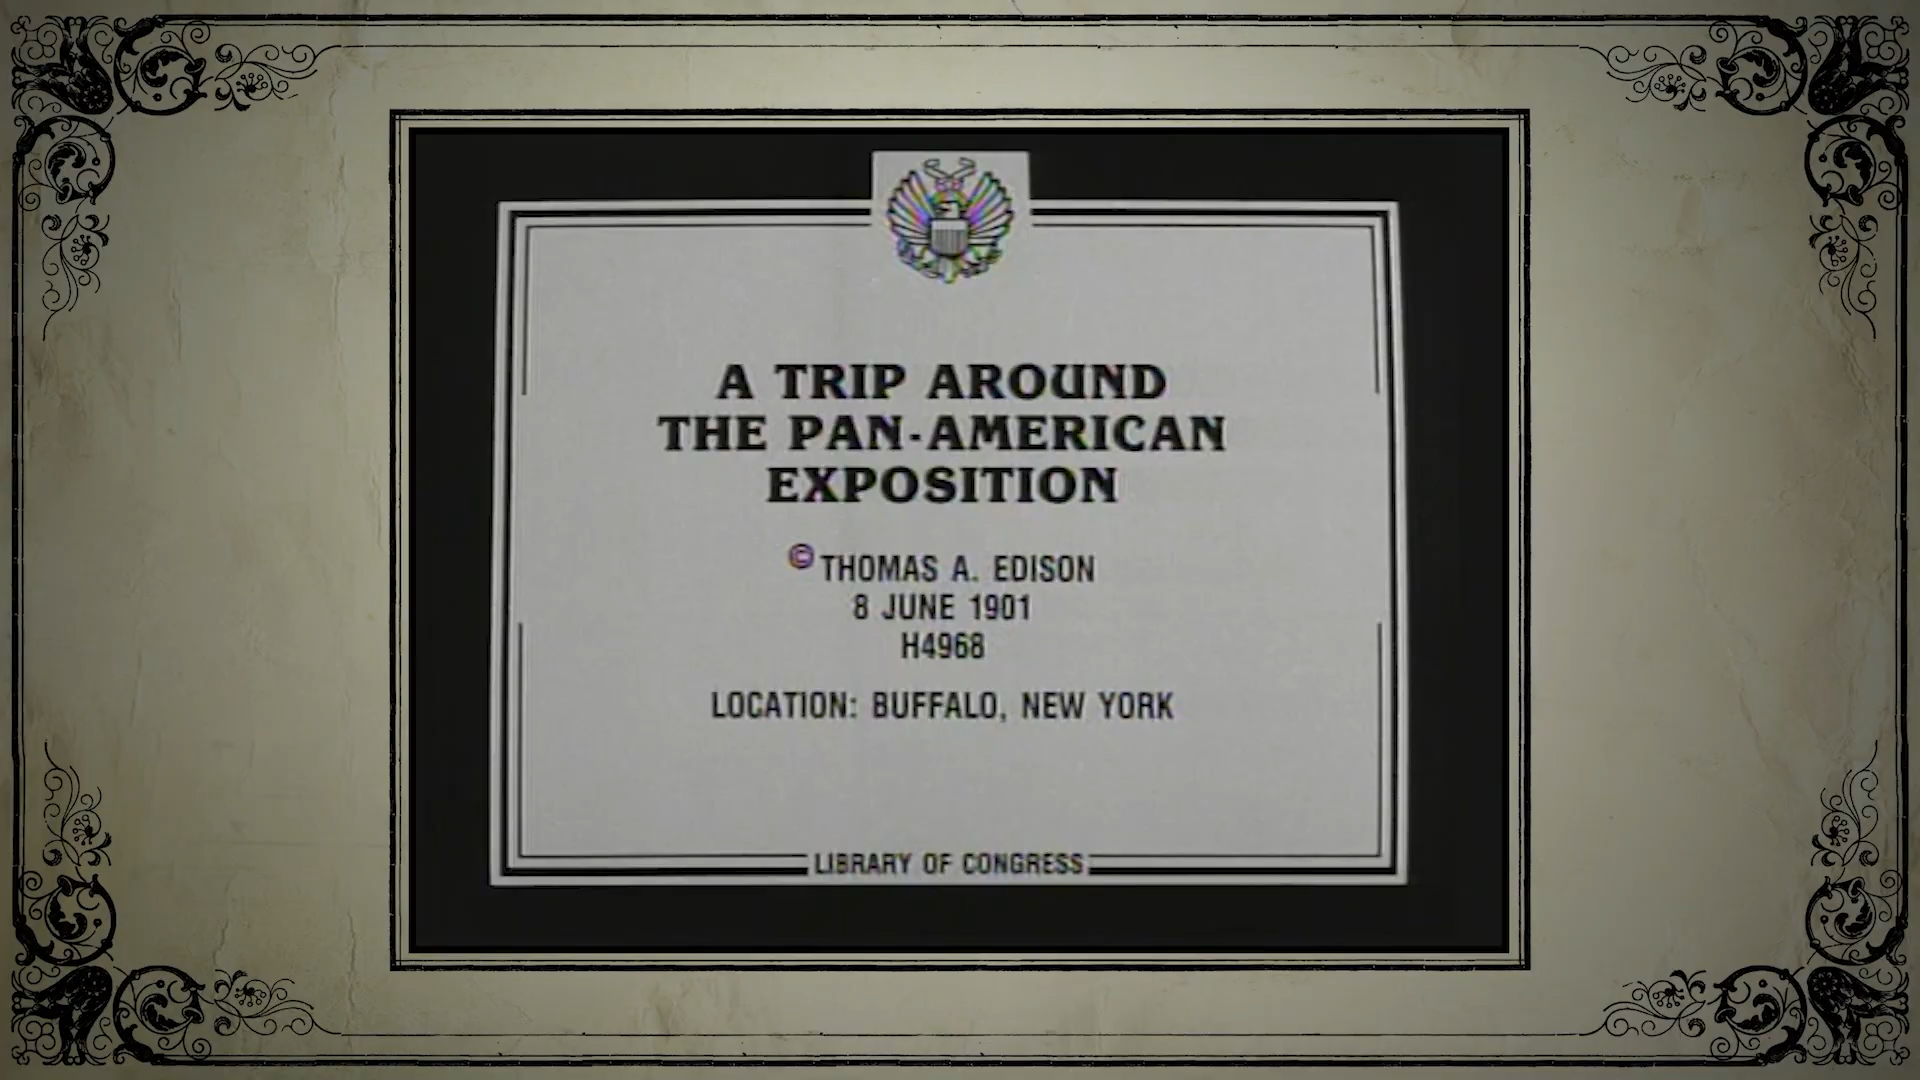 A TRIP AROUND
THE PAN-AMERICAN
EXPOSITION
© THOMAS A. EDISON
8 JUNE 1901
H4968
LOCATION: BUFFALO, NEW YORK
LIBRARY OF CONGRESS